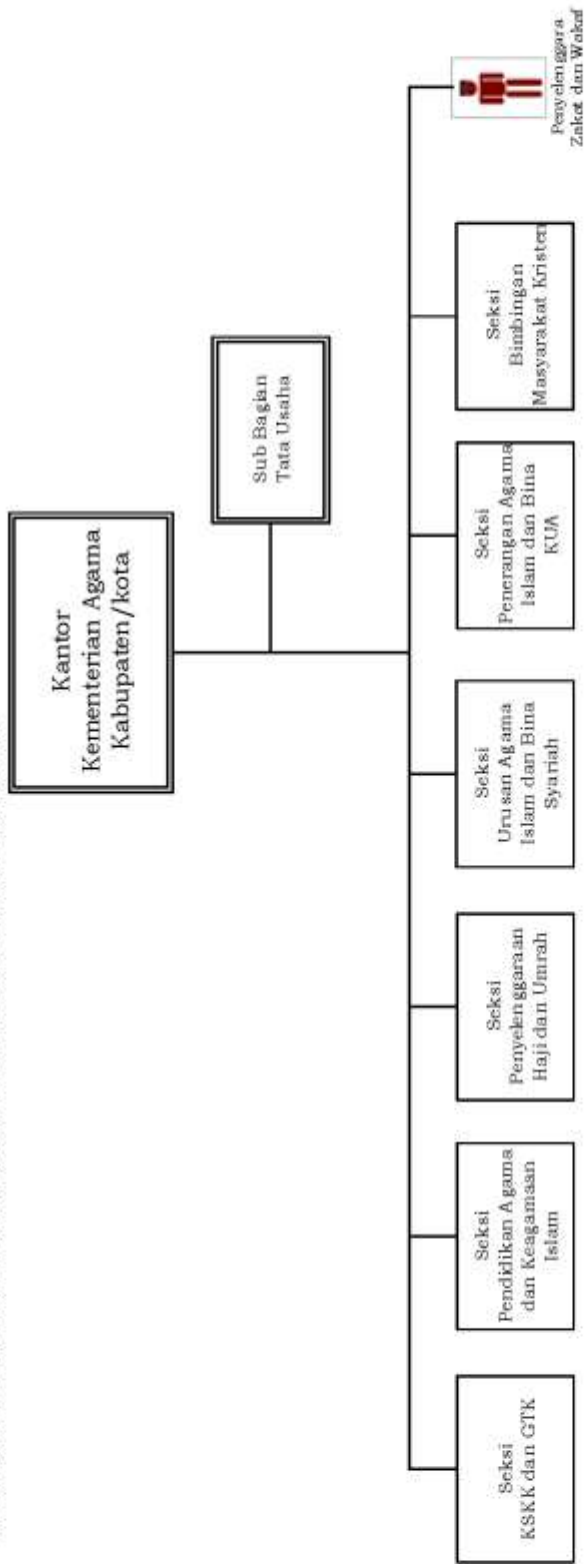 Kantor
Kementerian Agama
Kabupaten/kota
Sub Bagian
Tata Usaha
Seksi
KSKK dan GTK
Seksi
Pendidikan Agama
dan Keagamaan
Islam
Seksi
Penyelenggaraan
Haji dan Umrah
Seksi
Urusan Agama
Islam dan Bina
Syariah
Seksi
Penerangan Agama
Islam dan Bina
KUA
Seksi
Bimbingan
Masyarakat Kristen
Penyelenggara
Zakat dan Wakaf